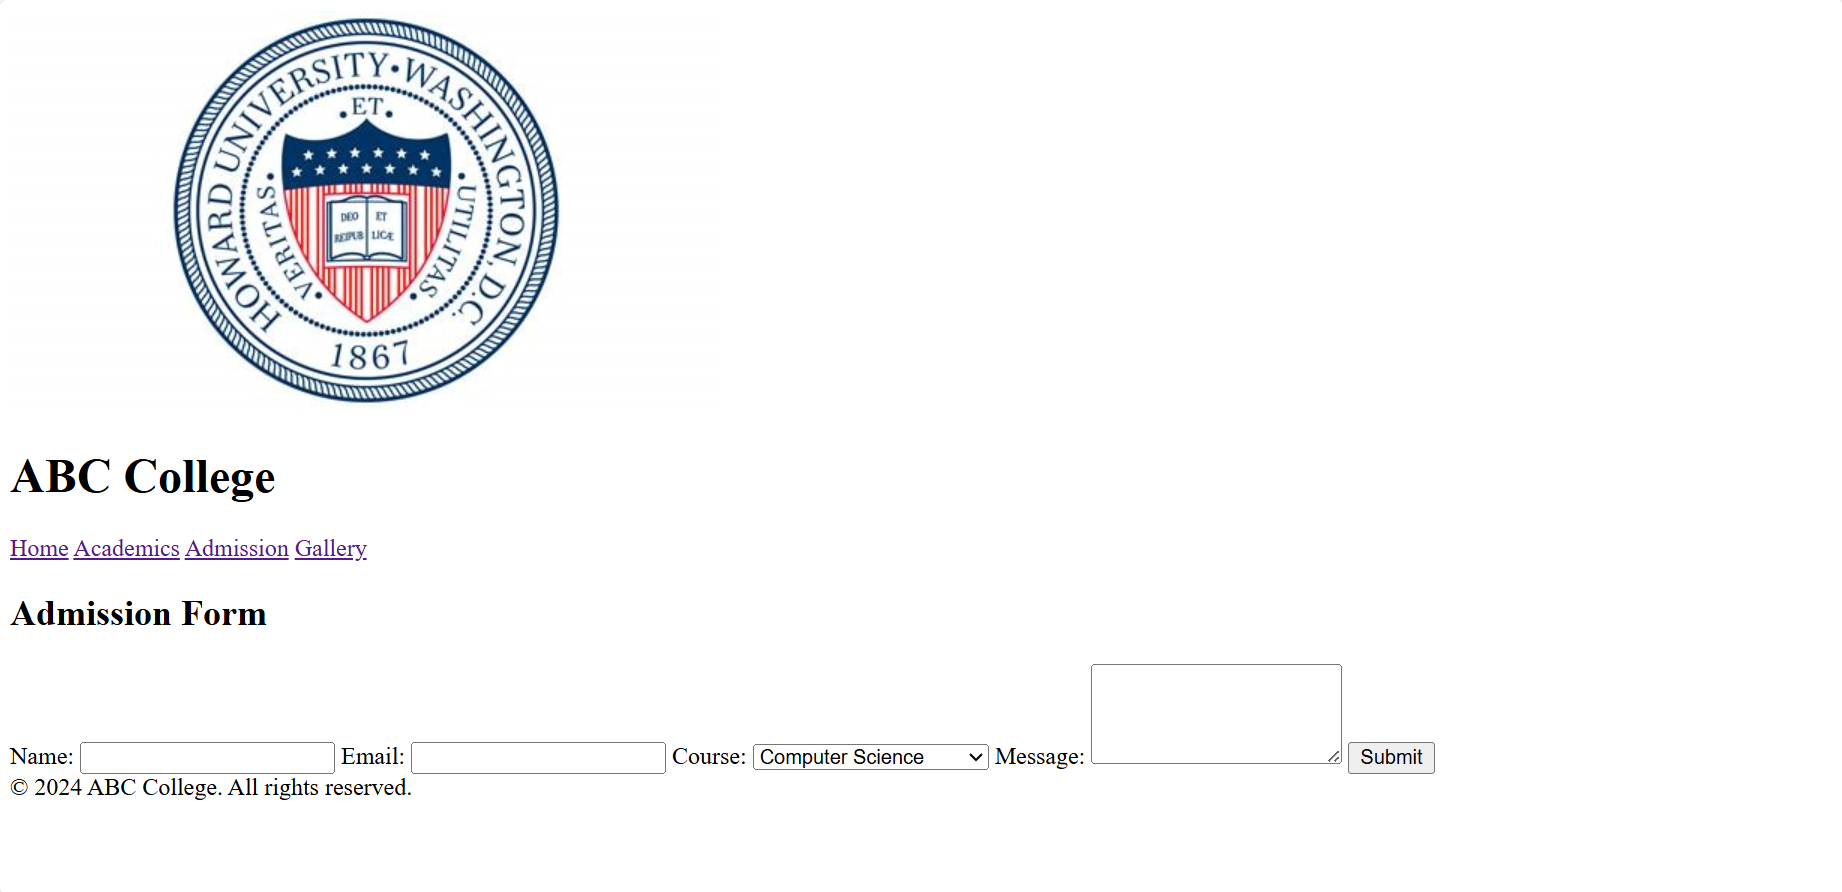 HOWARD UNIVERSITY • WASHINGTON, D.C.
• ET •
VERITAS
UTILITAS
DEO ET
REIPUB LICÆ
1867
ABC College
Home Academics Admission Gallery
Admission Form
Name: Email: Course: Computer Science Message: Submit
© 2024 ABC College. All rights reserved.